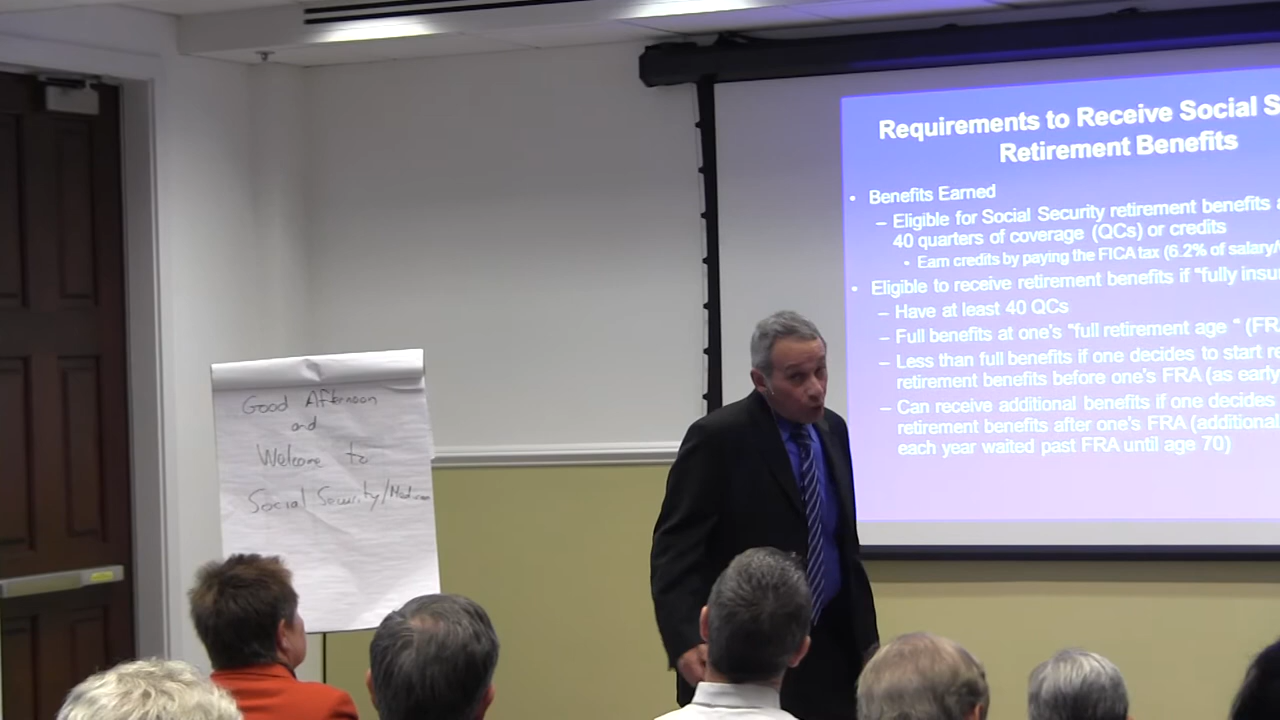 Good Afternoon
and
Welcome to
Social Security/
Requirements to Receive Social S
Retirement Benefits
• Benefits Earned
– Eligible for Social Security retirement benefits
40 quarters of coverage (QCs) or credits
• Earn credits by paying the FICA tax (6.2% of salary/
• Eligible to receive retirement benefits if "fully insu
– Have at least 40 QCs
– Full benefits at one's "full retirement age " (FR
– Less than full benefits if one decides to start re
retirement benefits before one's FRA (as early
– Can receive additional benefits if one decides
retirement benefits after one's FRA (additional
each year waited past FRA until age 70)